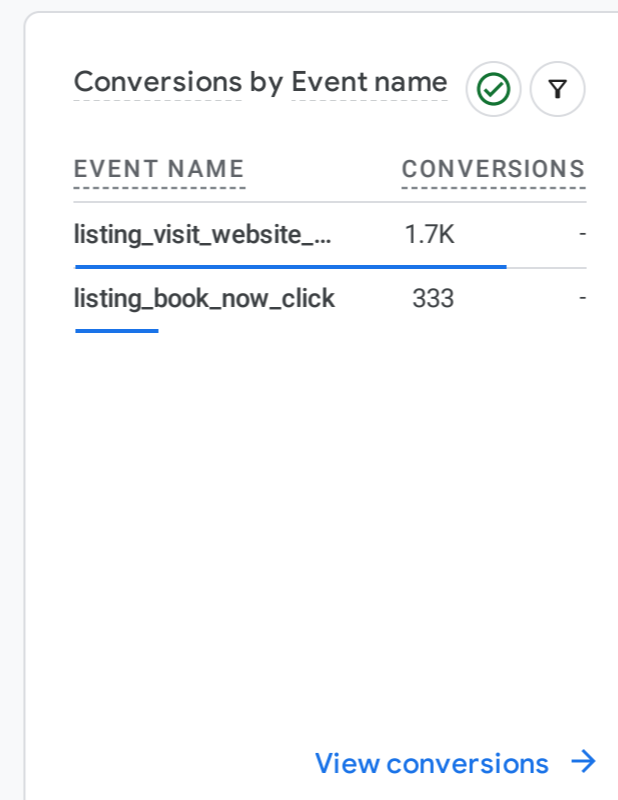 Conversions by Event name
EVENT NAME CONVERSIONS
listing_visit_website_... 1.7K -
listing_book_now_click 333 -
View conversions →